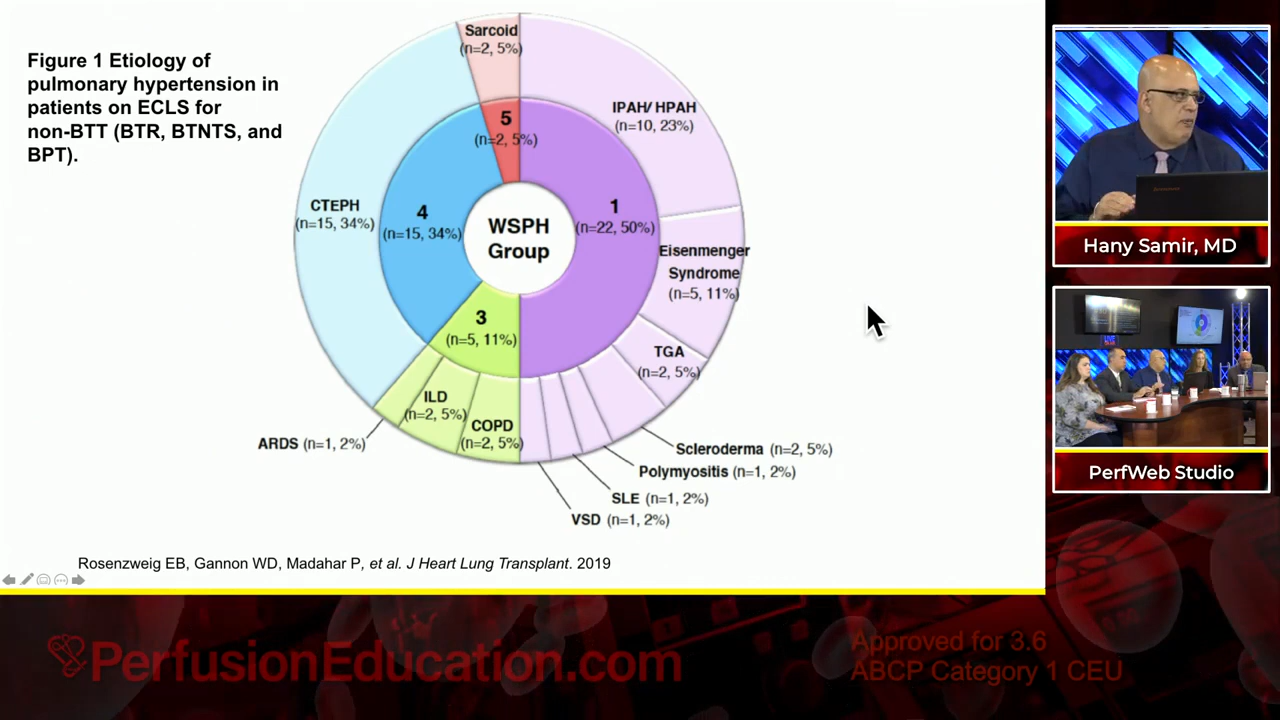 Figure 1 Etiology of
pulmonary hypertension in
patients on ECLS for
non-BTT (BTR, BTNTS, and
BPT).
Sarcoid
(n=2, 5%)
5
(n=2, 5%)
IPAH/ HPAH
(n=10, 23%)
CTEPH
(n=15, 34%)
4
(n=15, 34%)
WSPH
Group
1
(n=22, 50%)
Eisenmenger
Syndrome
(n=5, 11%)
3
(n=5, 11%)
TGA
(n=2, 5%)
ILD
(n=2, 5%)
COPD
(n=2, 5%)
ARDS (n=1, 2%)
Scleroderma (n=2, 5%)
Polymyositis (n=1, 2%)
SLE (n=1, 2%)
VSD (n=1, 2%)
Rosenzweig EB, Gannon WD, Madahar P, et al. J Heart Lung Transplant. 2019
Hany Samir, MD
PerfWeb Studio
PerfusionEducation.com
Approved for 3.6
ABCP Category 1 CEU